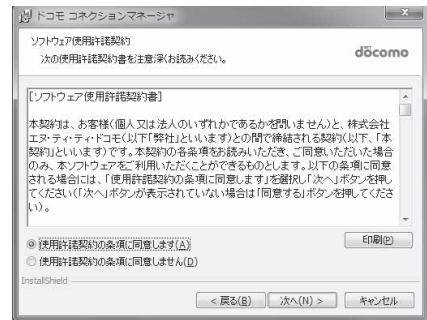 ドコモ コネクションマネージャ
ソフトウェア使用許諾契約
次の使用許諾契約書を注意深くお読みください。
döcomo
[ソフトウェア使用許諾契約書]
本契約は、お客様(個人又は法人のいずれかであるかを問いません)と、株式会社
エヌ・ティ・ティ・ドコモ(以下「弊社」といいます)との間で締結される契約(以下、「本
契約」といいます)です。本契約の各条項をお読みいただき、ご同意いただいた場合
のみ、本ソフトウェアをご利用いただくことができるものとします。以下の条項に同意
される場合には、「使用許諾契約の条項に同意します」を選択し「次へ」ボタンを押し
てください(「次へ」ボタンが表示されていない場合は「同意する」ボタンを押してくださ
い)。
使用許諾契約の条項に同意します(A)
印刷(P)
使用許諾契約の条項に同意しません(D)
InstallShield
< 戻る(B)
次へ(N) >
キャンセル